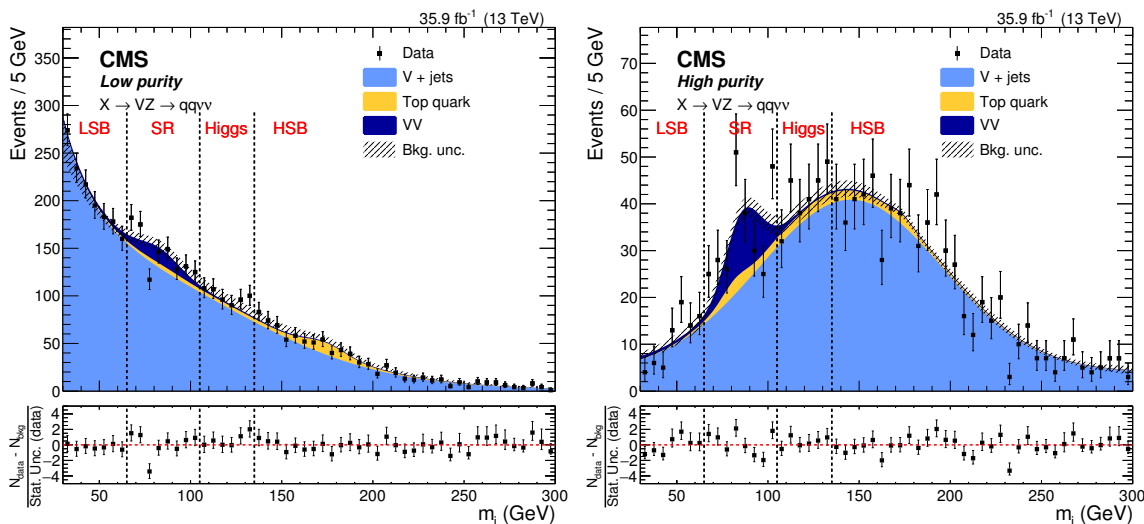 35.9 fb⁻¹ (13 TeV)
CMS
Low purity
X → VZ → qqνν
LSB SR Higgs HSB
Data
V + jets
Top quark
VV
Bkg. unc.
Events / 5 GeV
350
300
250
200
150
100
50
0
N_data - N_bkg
Stat. Unc. (data)
4
2
0
−2
−4
50 100 150 200 250 300
m_j (GeV)
35.9 fb⁻¹ (13 TeV)
CMS
High purity
X → VZ → qqνν
LSB SR Higgs HSB
Data
V + jets
Top quark
VV
Bkg. unc.
Events / 5 GeV
70
60
50
40
30
20
10
0
N_data - N_bkg
Stat. Unc. (data)
4
2
0
−2
−4
50 100 150 200 250 300
m_j (GeV)